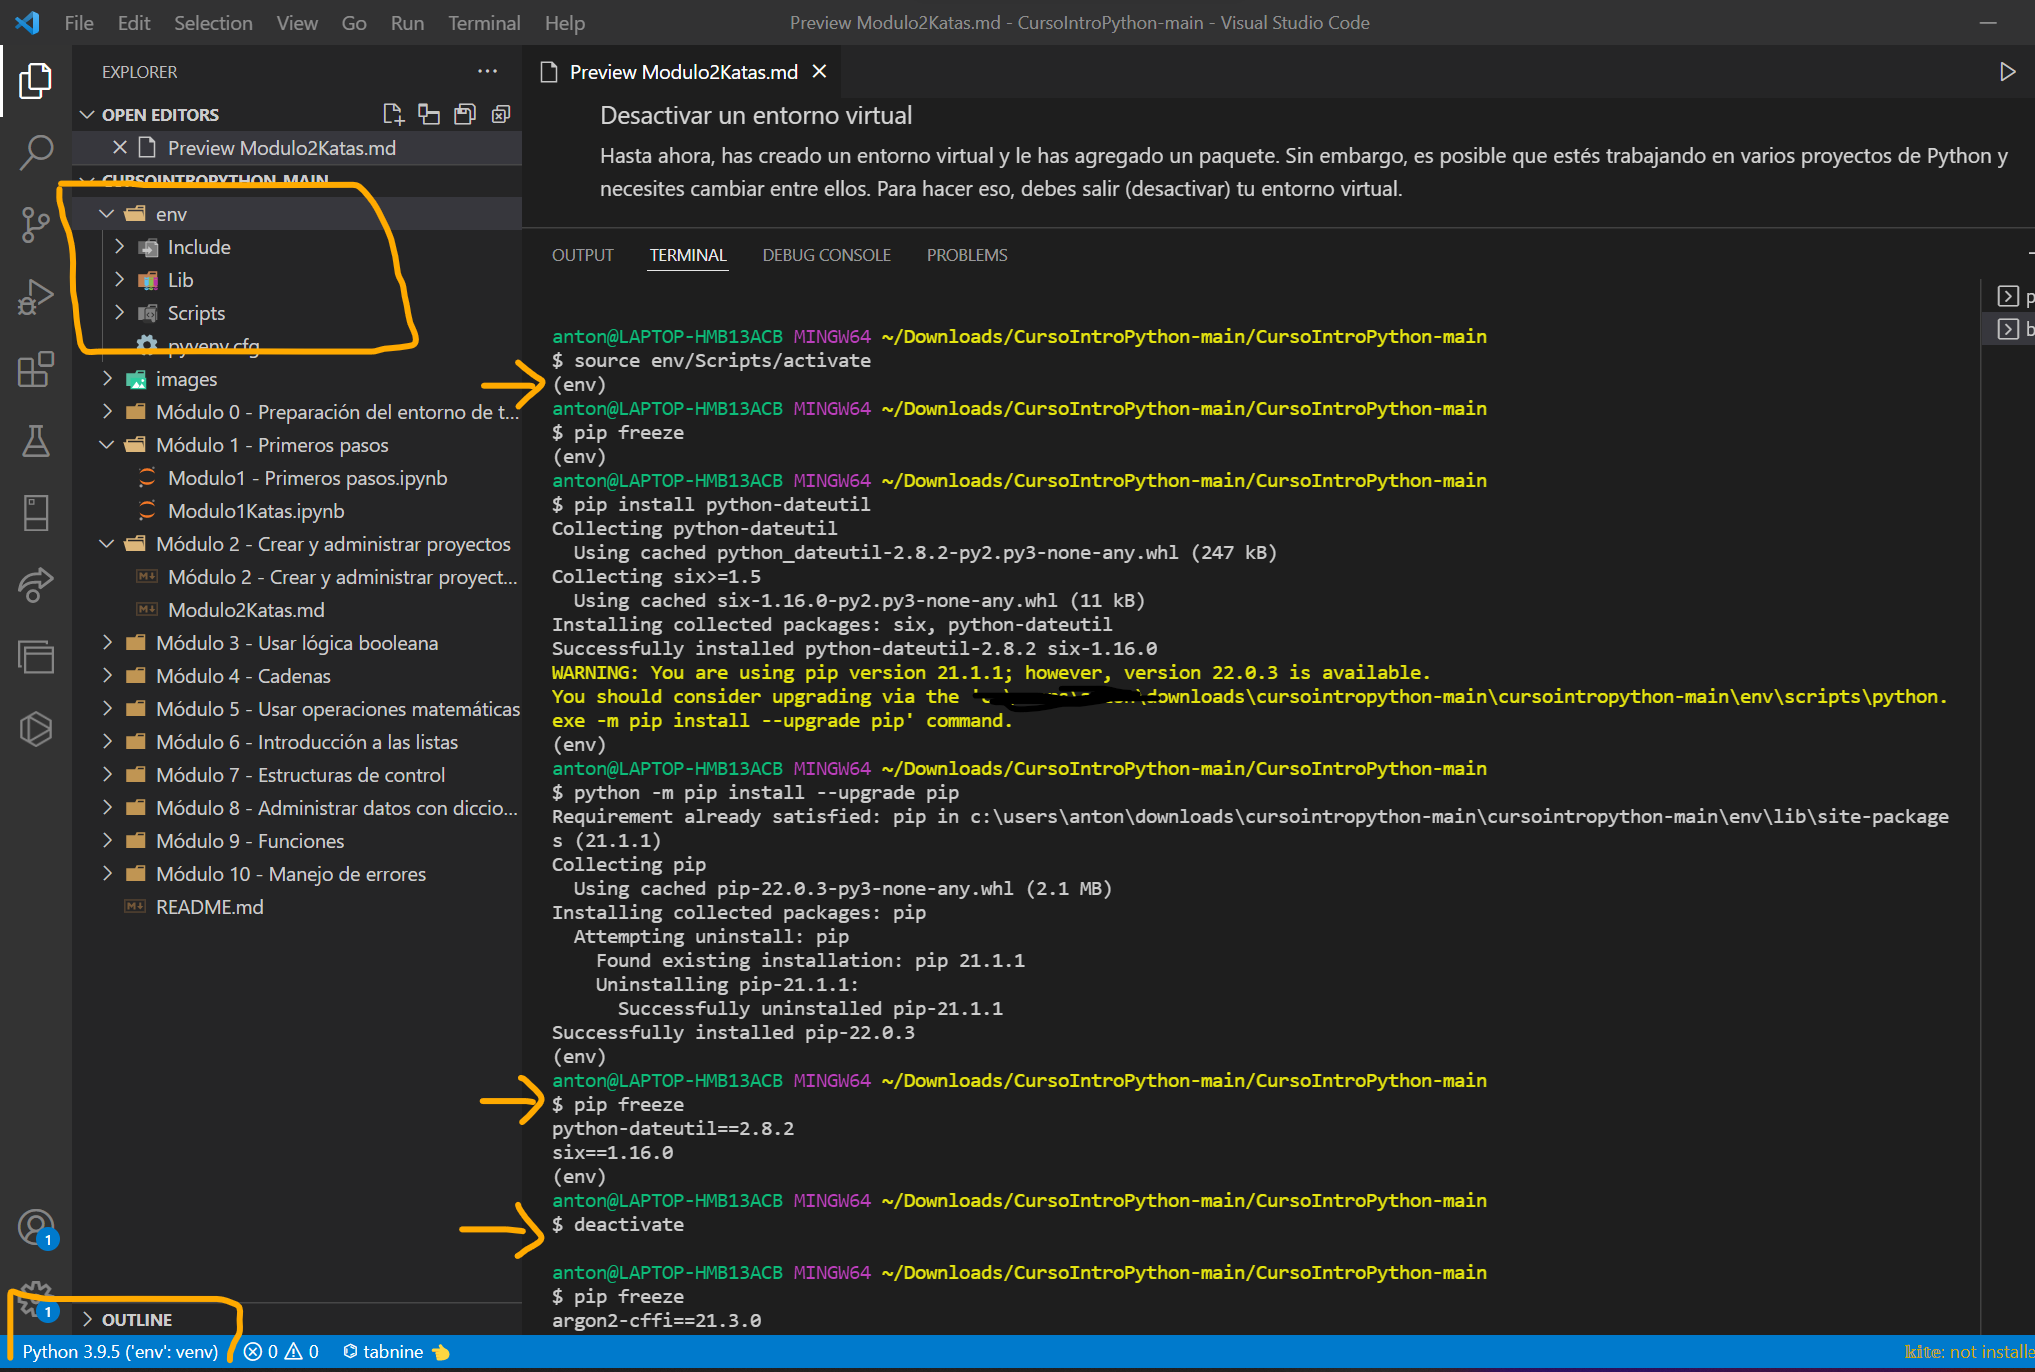 File Edit Selection View Go Run Terminal Help
Preview Modulo2Katas.md - CursoIntroPython-main - Visual Studio Code
EXPLORER
OPEN EDITORS
Preview Modulo2Katas.md
CURSOINTROPYTHON-MAIN
env
Include
Lib
Scripts
pyvenv.cfg
images
Módulo 0 - Preparación del entorno de t...
Módulo 1 - Primeros pasos
Modulo1 - Primeros pasos.ipynb
Modulo1Katas.ipynb
Módulo 2 - Crear y administrar proyectos
Módulo 2 - Crear y administrar proyect...
Modulo2Katas.md
Módulo 3 - Usar lógica booleana
Módulo 4 - Cadenas
Módulo 5 - Usar operaciones matemáticas
Módulo 6 - Introducción a las listas
Módulo 7 - Estructuras de control
Módulo 8 - Administrar datos con diccio...
Módulo 9 - Funciones
Módulo 10 - Manejo de errores
README.md
OUTLINE
Preview Modulo2Katas.md
Desactivar un entorno virtual
Hasta ahora, has creado un entorno virtual y le has agregado un paquete. Sin embargo, es posible que estés trabajando en varios proyectos de Python y
necesites cambiar entre ellos. Para hacer eso, debes salir (desactivar) tu entorno virtual.
OUTPUT TERMINAL DEBUG CONSOLE PROBLEMS
anton@LAPTOP-HMB13ACB MINGW64 ~/Downloads/CursoIntroPython-main/CursoIntroPython-main
$ source env/Scripts/activate
(env)
anton@LAPTOP-HMB13ACB MINGW64 ~/Downloads/CursoIntroPython-main/CursoIntroPython-main
$ pip freeze
(env)
anton@LAPTOP-HMB13ACB MINGW64 ~/Downloads/CursoIntroPython-main/CursoIntroPython-main
$ pip install python-dateutil
Collecting python-dateutil
Using cached python_dateutil-2.8.2-py2.py3-none-any.whl (247 kB)
Collecting six>=1.5
Using cached six-1.16.0-py2.py3-none-any.whl (11 kB)
Installing collected packages: six, python-dateutil
Successfully installed python-dateutil-2.8.2 six-1.16.0
WARNING: You are using pip version 21.1.1; however, version 22.0.3 is available.
You should consider upgrading via the \downloads\cursointropython-main\cursointropython-main\env\scripts\python.
exe -m pip install --upgrade pip' command.
(env)
anton@LAPTOP-HMB13ACB MINGW64 ~/Downloads/CursoIntroPython-main/CursoIntroPython-main
$ python -m pip install --upgrade pip
Requirement already satisfied: pip in c:\users\anton\downloads\cursointropython-main\cursointropython-main\env\lib\site-package
s (21.1.1)
Collecting pip
Using cached pip-22.0.3-py3-none-any.whl (2.1 MB)
Installing collected packages: pip
Attempting uninstall: pip
Found existing installation: pip 21.1.1
Uninstalling pip-21.1.1:
Successfully uninstalled pip-21.1.1
Successfully installed pip-22.0.3
(env)
anton@LAPTOP-HMB13ACB MINGW64 ~/Downloads/CursoIntroPython-main/CursoIntroPython-main
$ pip freeze
python-dateutil==2.8.2
six==1.16.0
(env)
anton@LAPTOP-HMB13ACB MINGW64 ~/Downloads/CursoIntroPython-main/CursoIntroPython-main
$ deactivate
anton@LAPTOP-HMB13ACB MINGW64 ~/Downloads/CursoIntroPython-main/CursoIntroPython-main
$ pip freeze
argon2-cffi==21.3.0
1
1
Python 3.9.5 ('env': venv) 0 0 tabnine
kite: not installe